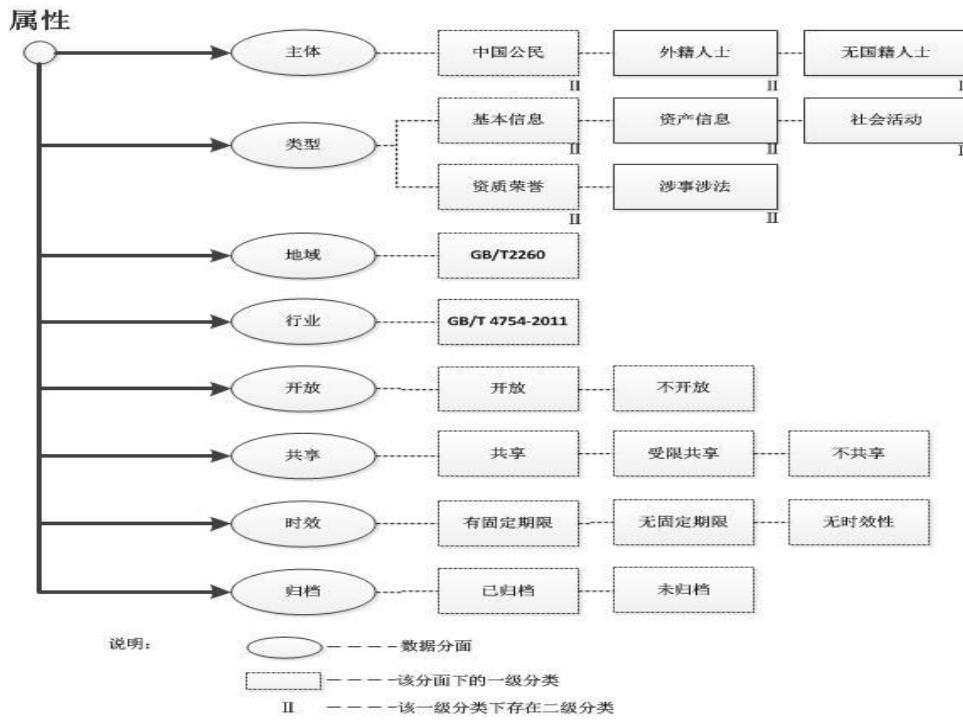 属性
主体 中国公民 外籍人士 无国籍人士
II II
类型
基本信息 资产信息 社会活动
II II
资质荣誉 涉事涉法
II II
地域 GB/T2260
行业 GB/T 4754-2011
开放 开放 不开放
共享 共享 受限共享 不共享
时效 有固定期限 无固定期限 无时效性
归档 已归档 未归档
说明：
数据分面
该分面下的一级分类
II 该一级分类下存在二级分类